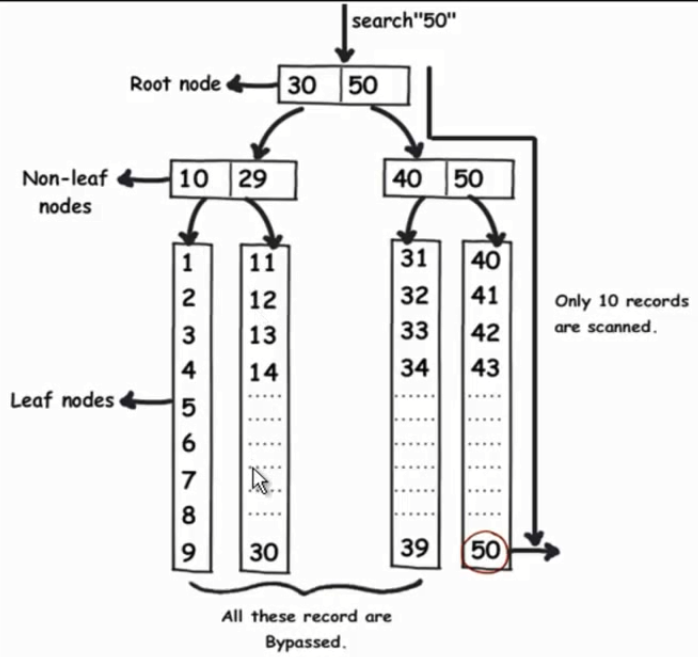 search"50"
Root node
30 50
Non-leaf
nodes
10 29
40 50
1 11 31 40
2 12 32 41
3 13 33 42
4 14 34 43
Leaf nodes
5 ..... ..... .....
6 ..... ..... .....
7 ..... ..... .....
8 ..... ..... .....
9 30 39 50
Only 10 records
are scanned.
All these record are
Bypassed.